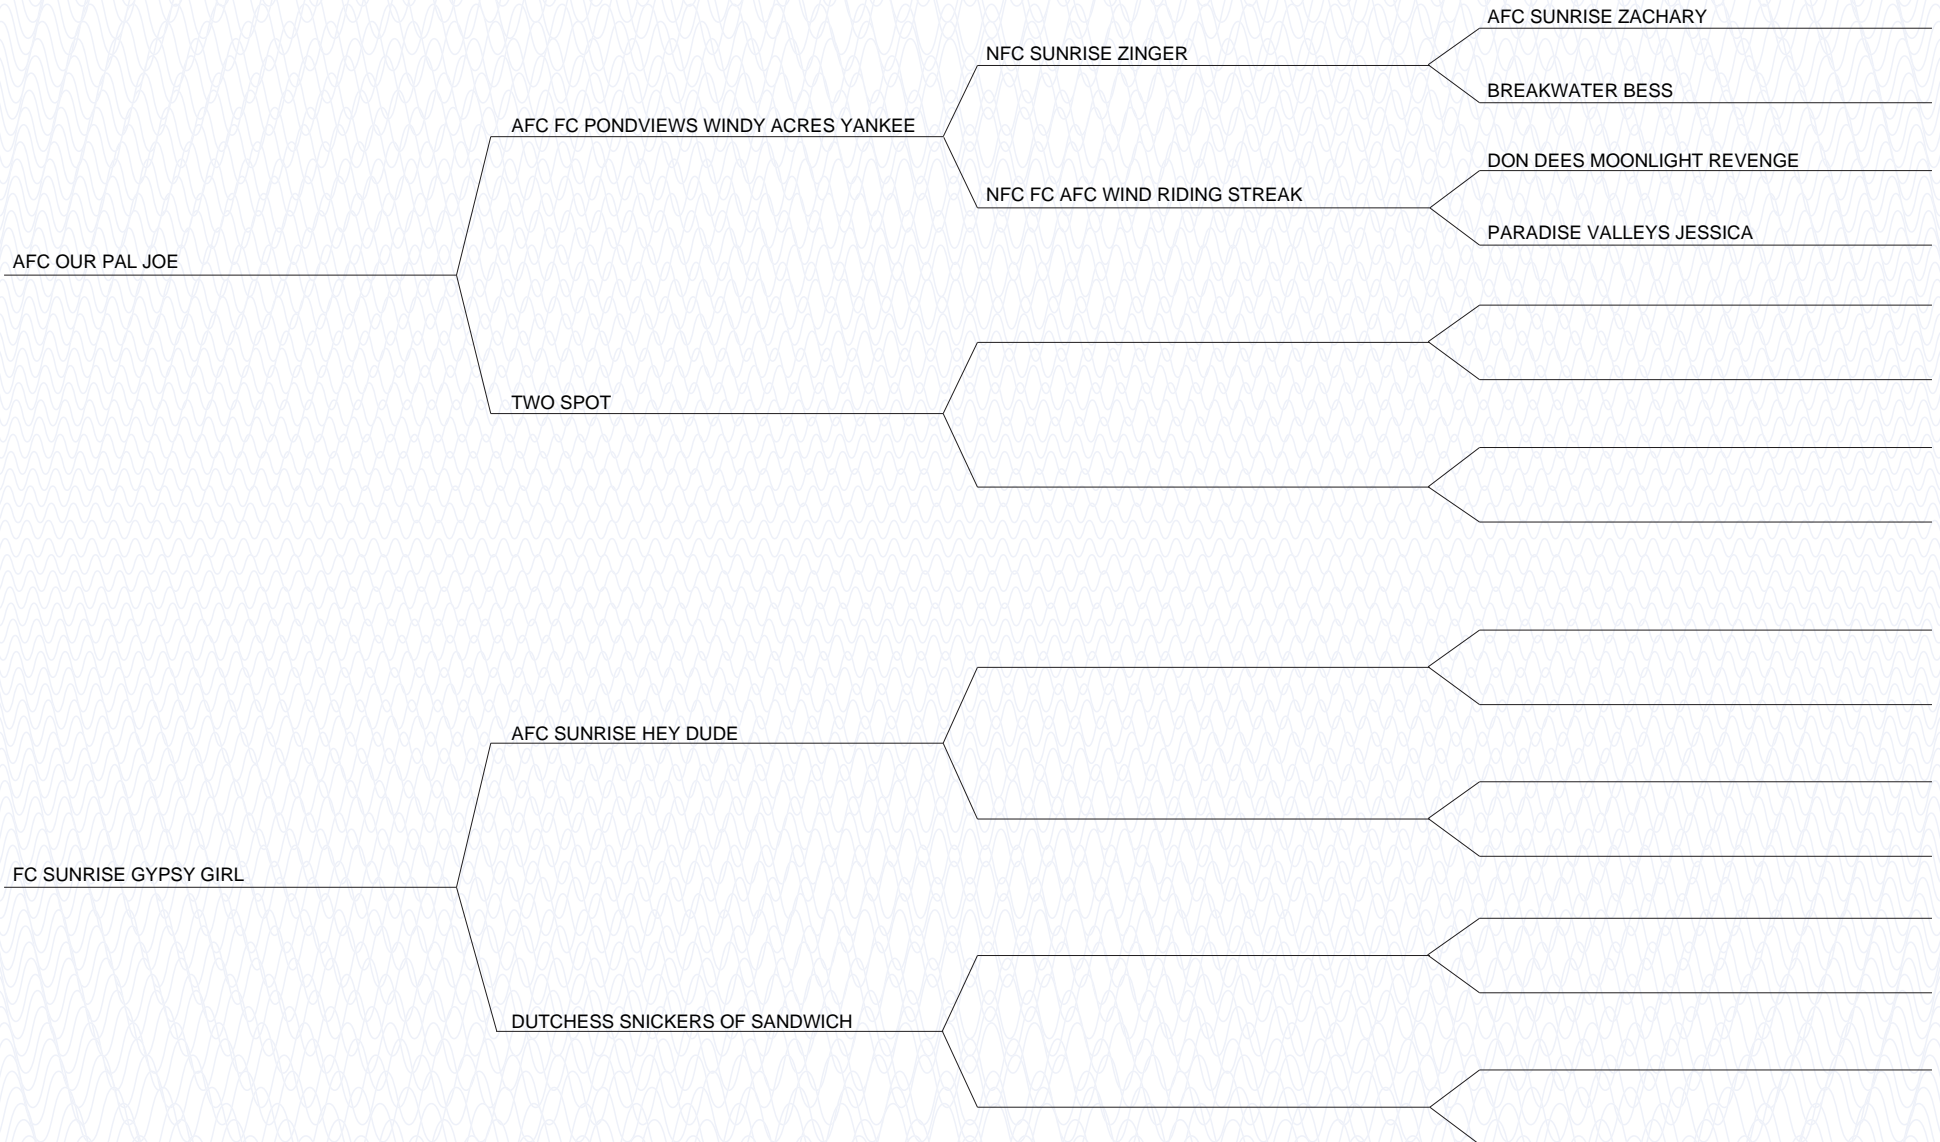 AFC SUNRISE ZACHARY
NFC SUNRISE ZINGER
BREAKWATER BESS
AFC FC PONDVIEWS WINDY ACRES YANKEE
DON DEES MOONLIGHT REVENGE
NFC FC AFC WIND RIDING STREAK
PARADISE VALLEYS JESSICA
AFC OUR PAL JOE
TWO SPOT
AFC SUNRISE HEY DUDE
FC SUNRISE GYPSY GIRL
DUTCHESS SNICKERS OF SANDWICH